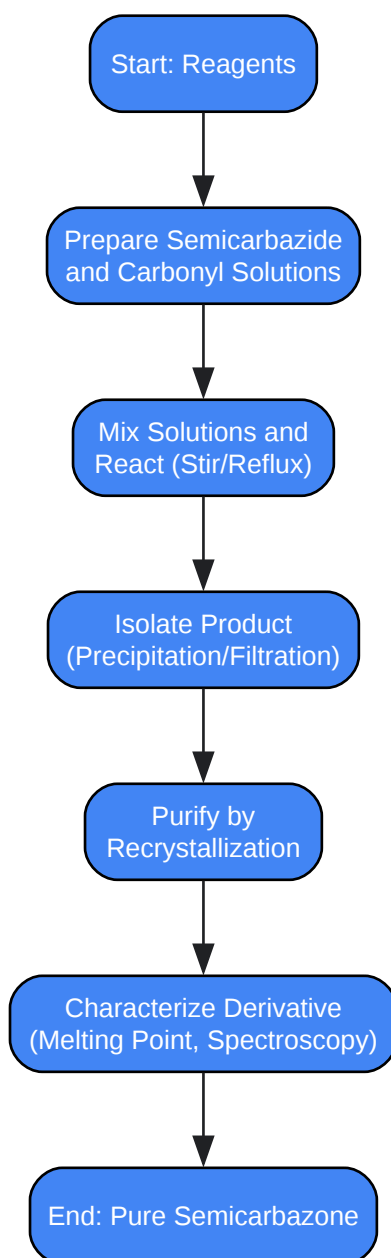 Start: Reagents
Prepare Semicarbazide
and Carbonyl Solutions
Mix Solutions and
React (Stir/Reflux)
Isolate Product
(Precipitation/Filtration)
Purify by
Recrystallization
Characterize Derivative
(Melting Point, Spectroscopy)
End: Pure Semicarbazone